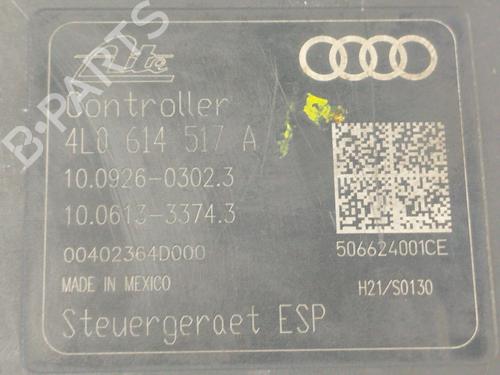 Ate
Controller
4L0 614 517 A
10.0926-0302.3
10.0613-3374.3
00402364D000
506624001CE
MADE IN MEXICO
H21/S0130
Steuergeraet ESP
B-PARTS